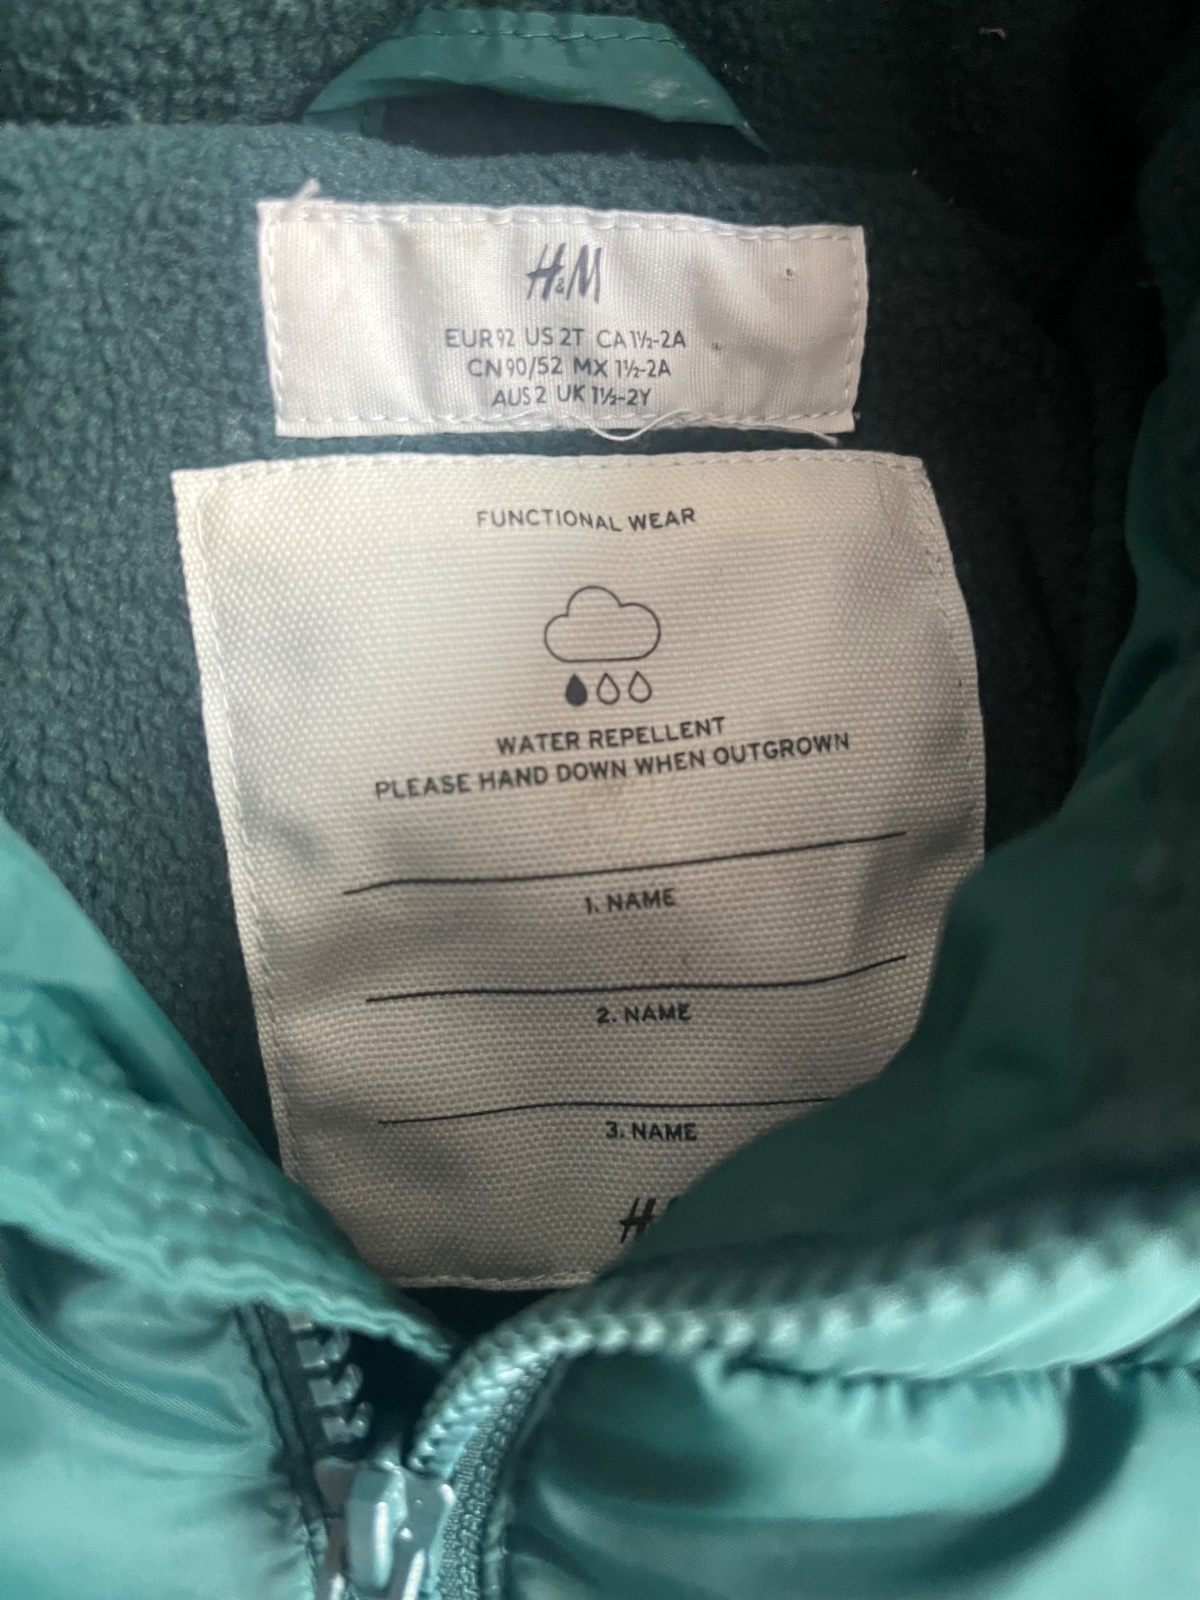 H&M
EUR 92 US 2T CA 1½-2A
CN 90/52 MX 1½-2A
AUS 2 UK 1½-2Y
FUNCTIONAL WEAR
WATER REPELLENT
PLEASE HAND DOWN WHEN OUTGROWN
1. NAME
2. NAME
3. NAME
H